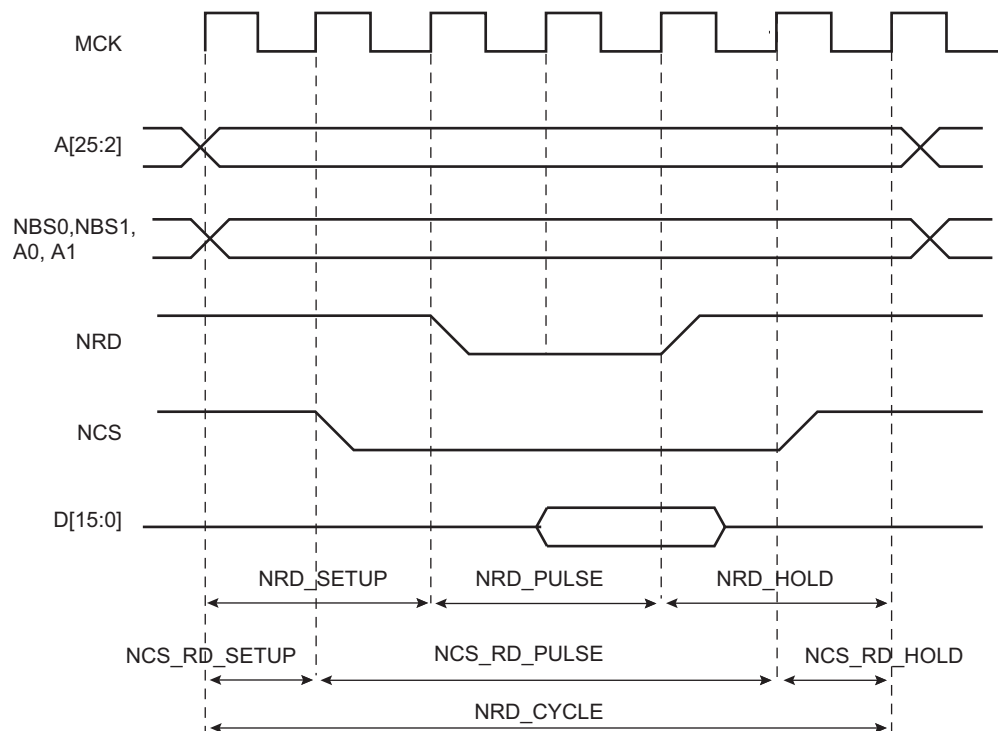 MCK
A[25:2]
NBS0,NBS1,
A0, A1
NRD
NCS
D[15:0]
NRD_SETUP NRD_PULSE NRD_HOLD
NCS_RD_SETUP NCS_RD_PULSE NCS_RD_HOLD
NRD_CYCLE